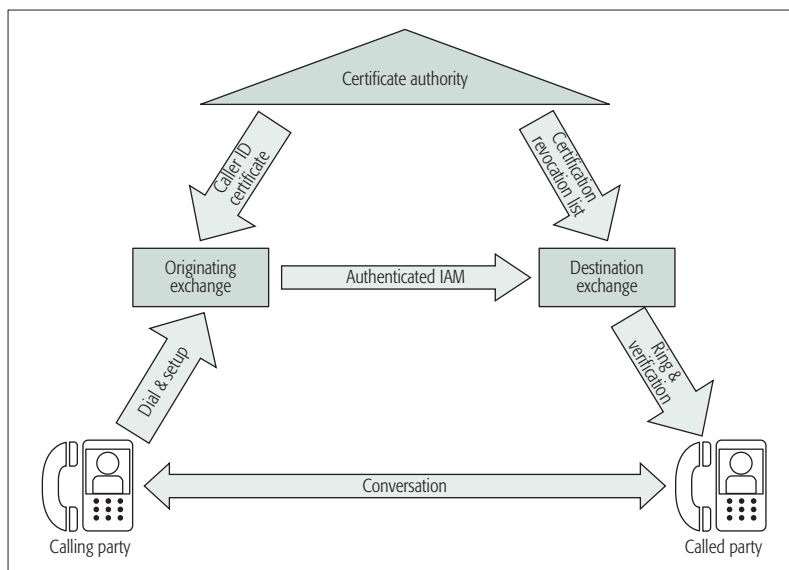 Certificate authority
Caller ID
certificate
Certification
revocation list
Originating
exchange
Authenticated IAM
Destination
exchange
Dial & setup
Ring &
verification
Conversation
Calling party
Called party